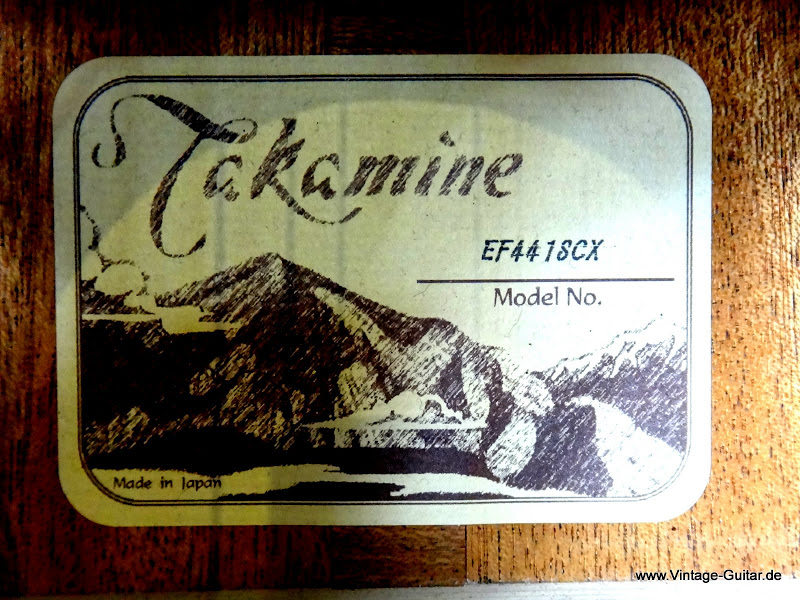 Takamine
EF441SCX
Model No.
Made in Japan
www.Vintage-Guitar.de